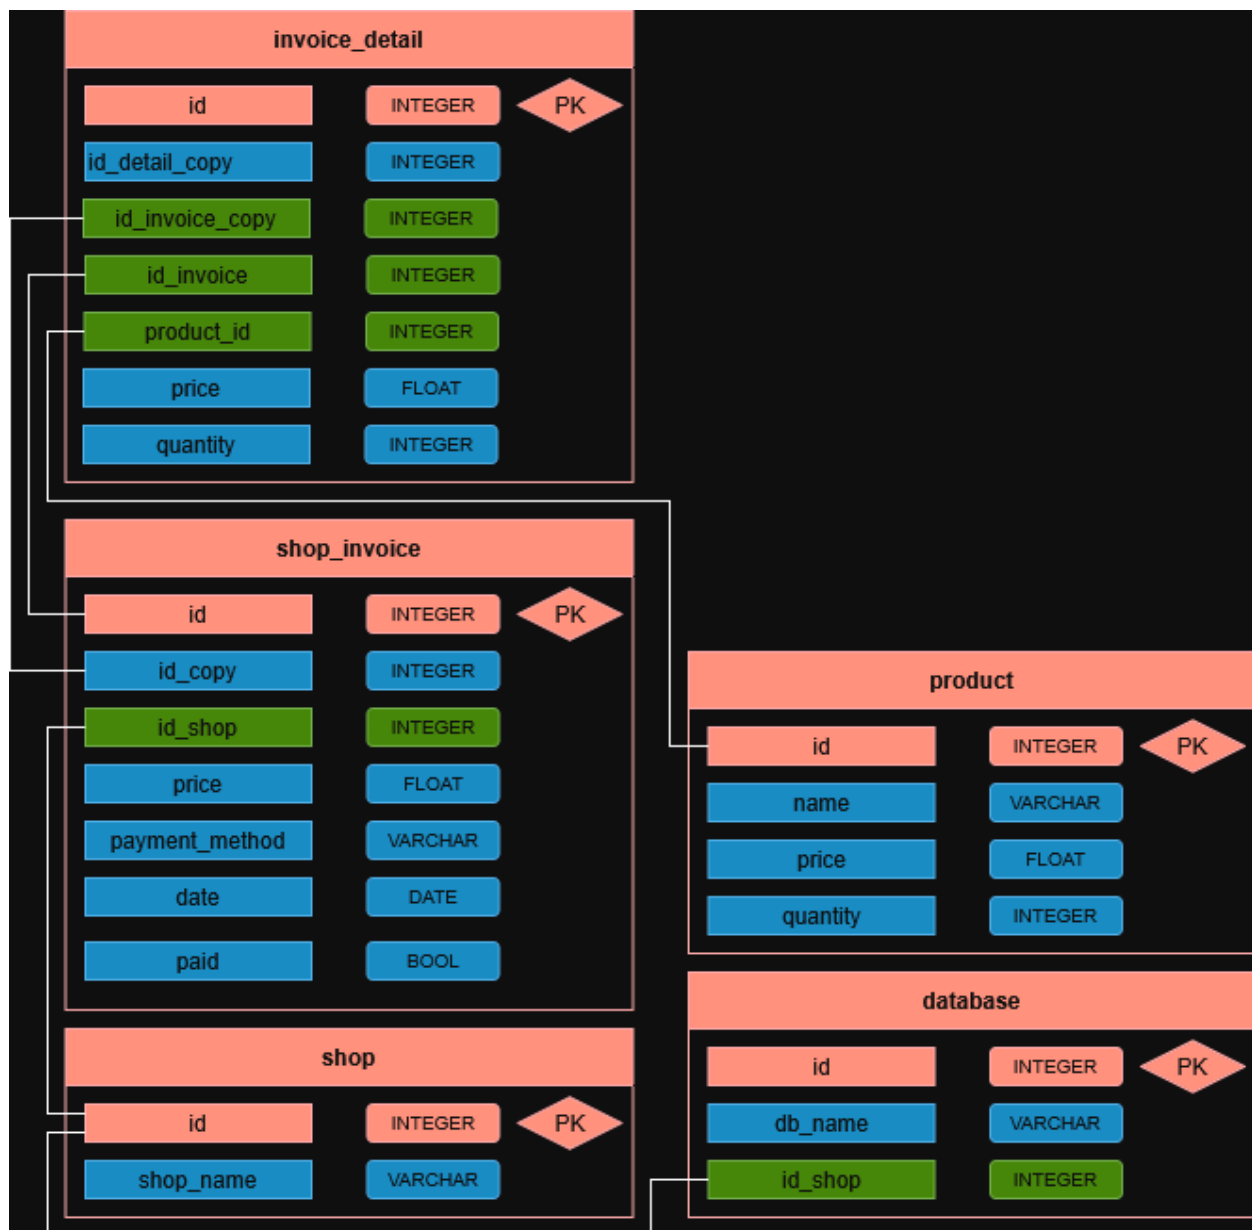 invoice_detail
id INTEGER PK
id_detail_copy INTEGER
id_invoice_copy INTEGER
id_invoice INTEGER
product_id INTEGER
price FLOAT
quantity INTEGER
shop_invoice
id INTEGER PK
id_copy INTEGER
id_shop INTEGER
price FLOAT
payment_method VARCHAR
date DATE
paid BOOL
shop
id INTEGER PK
shop_name VARCHAR
product
id INTEGER PK
name VARCHAR
price FLOAT
quantity INTEGER
database
id INTEGER PK
db_name VARCHAR
id_shop INTEGER